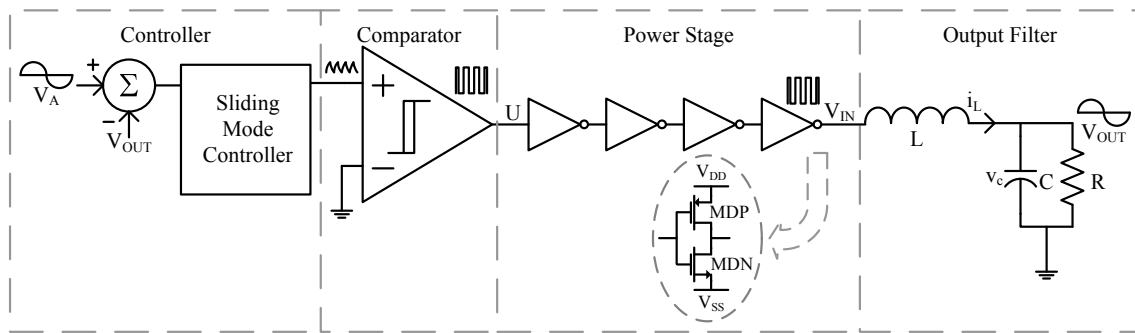 Controller
Comparator
Power Stage
Output Filter
+
V_A
Σ
−
V_OUT
Sliding
Mode
Controller
+
−
U
V_IN
L
i_L
V_OUT
v_c
C
R
V_DD
MDP
MDN
V_SS